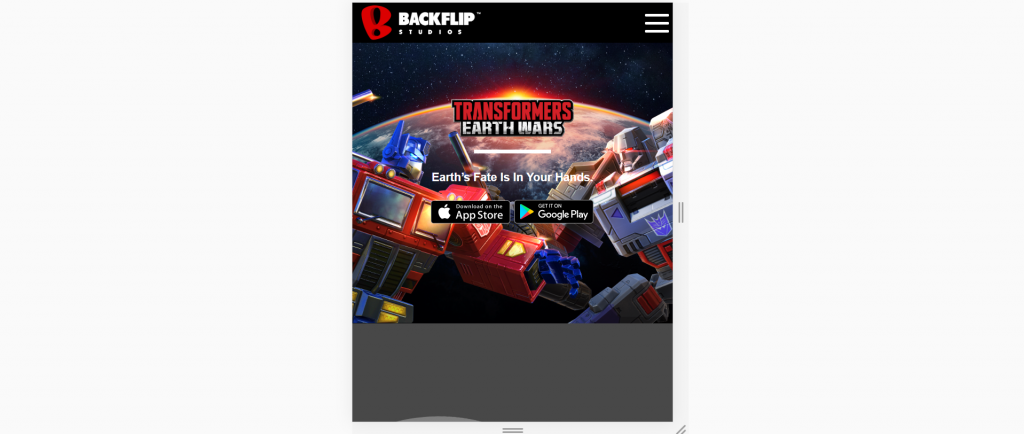 BACKFLIP™
STUDIOS
TRANSFORMERS
EARTH WARS
Earth's Fate Is In Your Hands.
Download on the
App Store
GET IT ON
Google Play